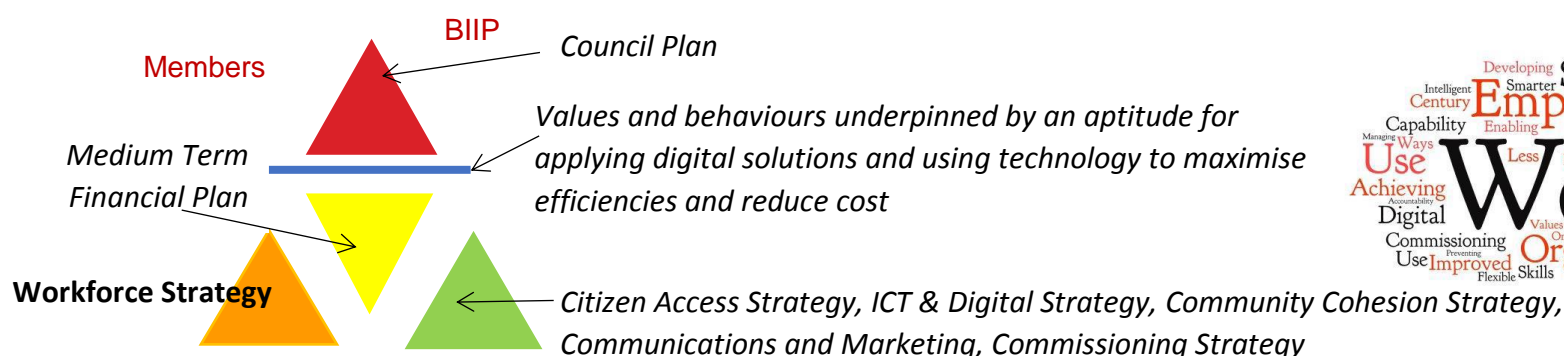 BIIP
Council Plan
Members
Values and behaviours underpinned by an aptitude for
applying digital solutions and using technology to maximise
efficiencies and reduce cost
Medium Term
Financial Plan
Workforce Strategy
Citizen Access Strategy, ICT & Digital Strategy, Community Cohesion Strategy,
Communications and Marketing, Commissioning Strategy
Developing
Intelligent
Smarter
Century
Capability
Enabling
Managing
Ways
Use
Less
Achieving
Accountability
Digital
Values
Commissioning
Preventing
Use
Improved
Flexible
Skills